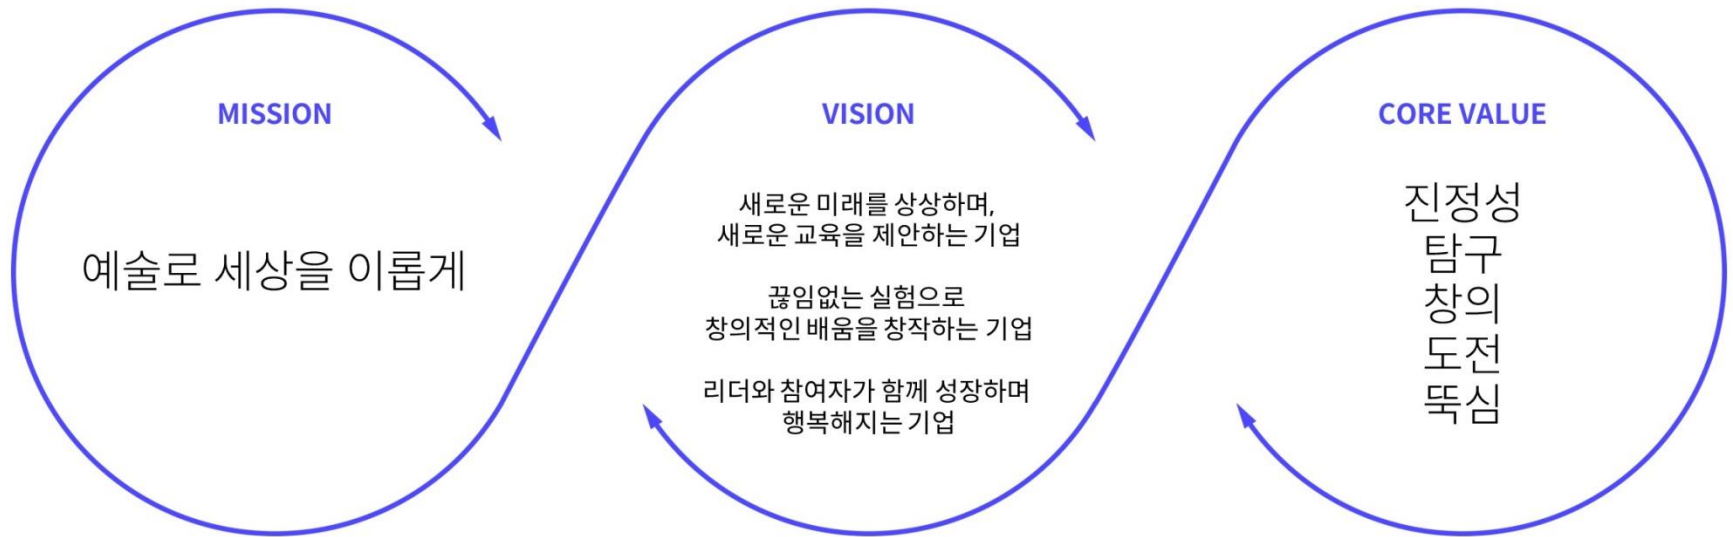 MISSION
예술로 세상을 이롭게
VISION
새로운 미래를 상상하며,
새로운 교육을 제안하는 기업
끊임없는 실험으로
창의적인 배움을 창작하는 기업
리더와 참여자가 함께 성장하며
행복해지는 기업
CORE VALUE
진정성
탐구
창의
도전
뚝심